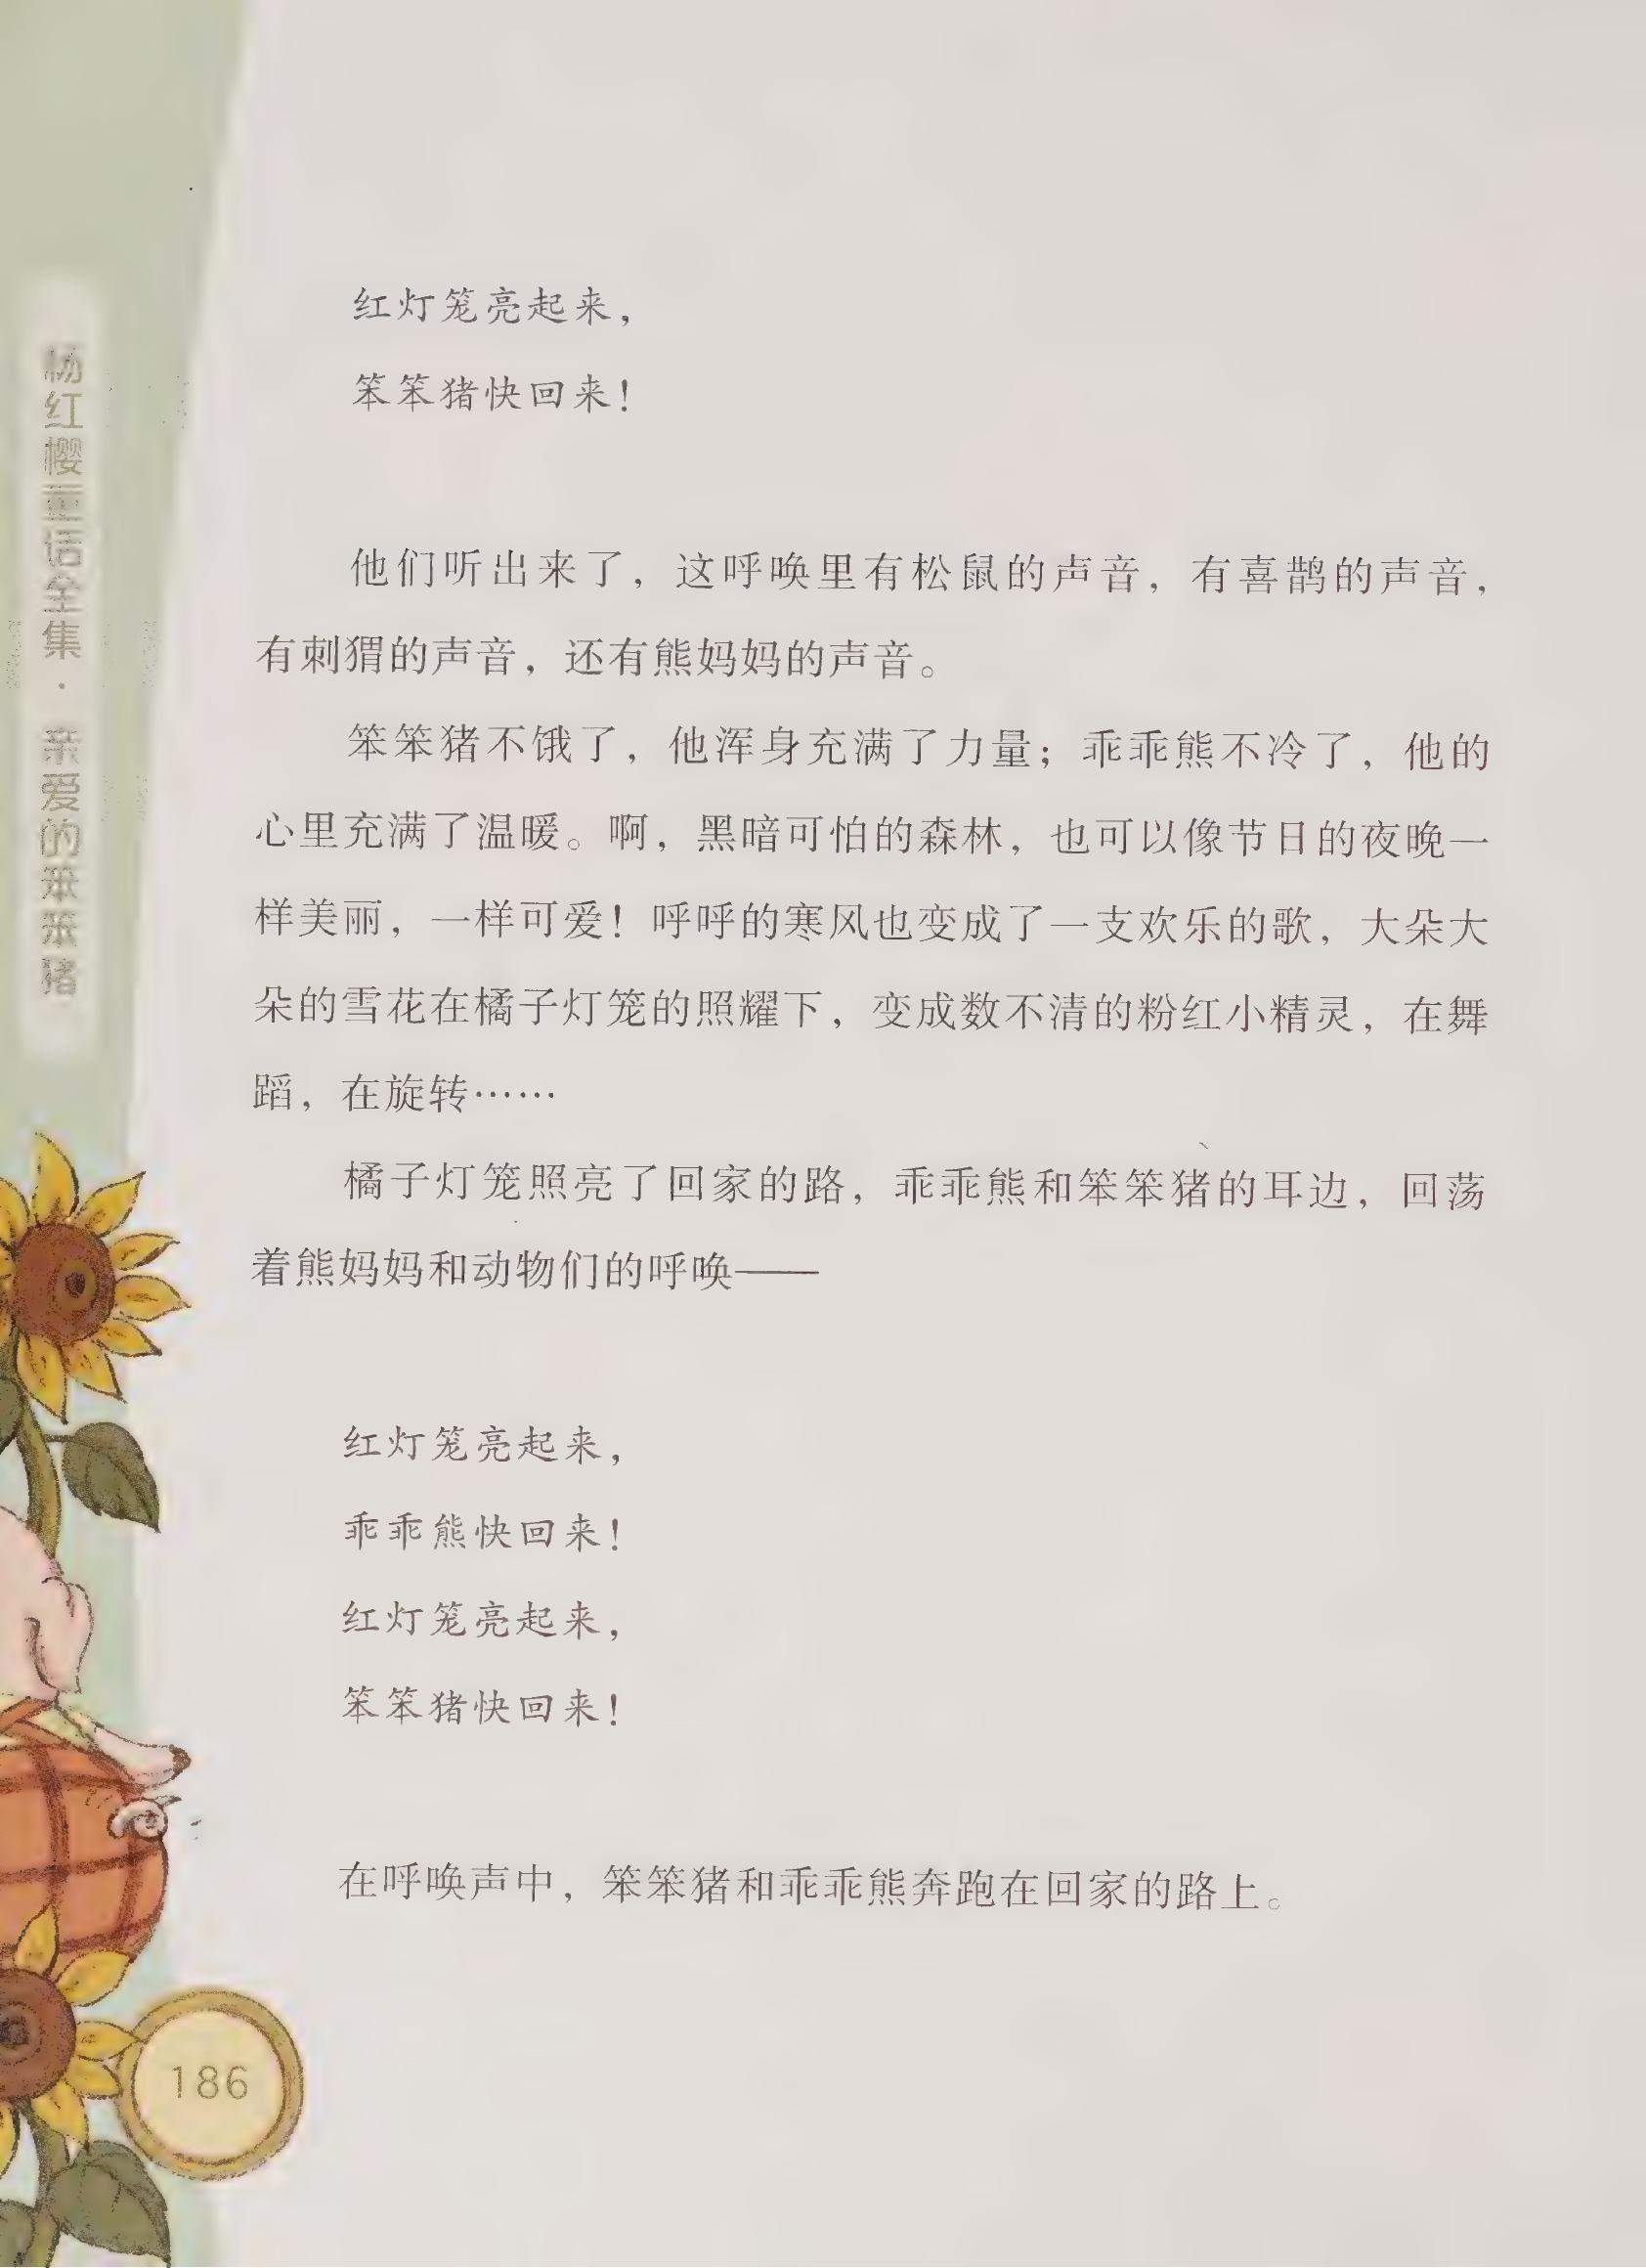 杨红樱童话全集·亲爱的笨笨猪
红灯笼亮起来，
笨笨猪快回来！
他们听出来了，这呼唤里有松鼠的声音，有喜鹊的声音，
有刺猬的声音，还有熊妈妈的声音。
笨笨猪不饿了，他浑身充满了力量；乖乖熊不冷了，他的
心里充满了温暖。啊，黑暗可怕的森林，也可以像节日的夜晚一
样美丽，一样可爱！呼呼的寒风也变成了一支欢乐的歌，大朵大
朵的雪花在橘子灯笼的照耀下，变成数不清的粉红小精灵，在舞
蹈，在旋转……
橘子灯笼照亮了回家的路，乖乖熊和笨笨猪的耳边，回荡
着熊妈妈和动物们的呼唤——
红灯笼亮起来，
乖乖熊快回来！
红灯笼亮起来，
笨笨猪快回来！
在呼唤声中，笨笨猪和乖乖熊奔跑在回家的路上。
186